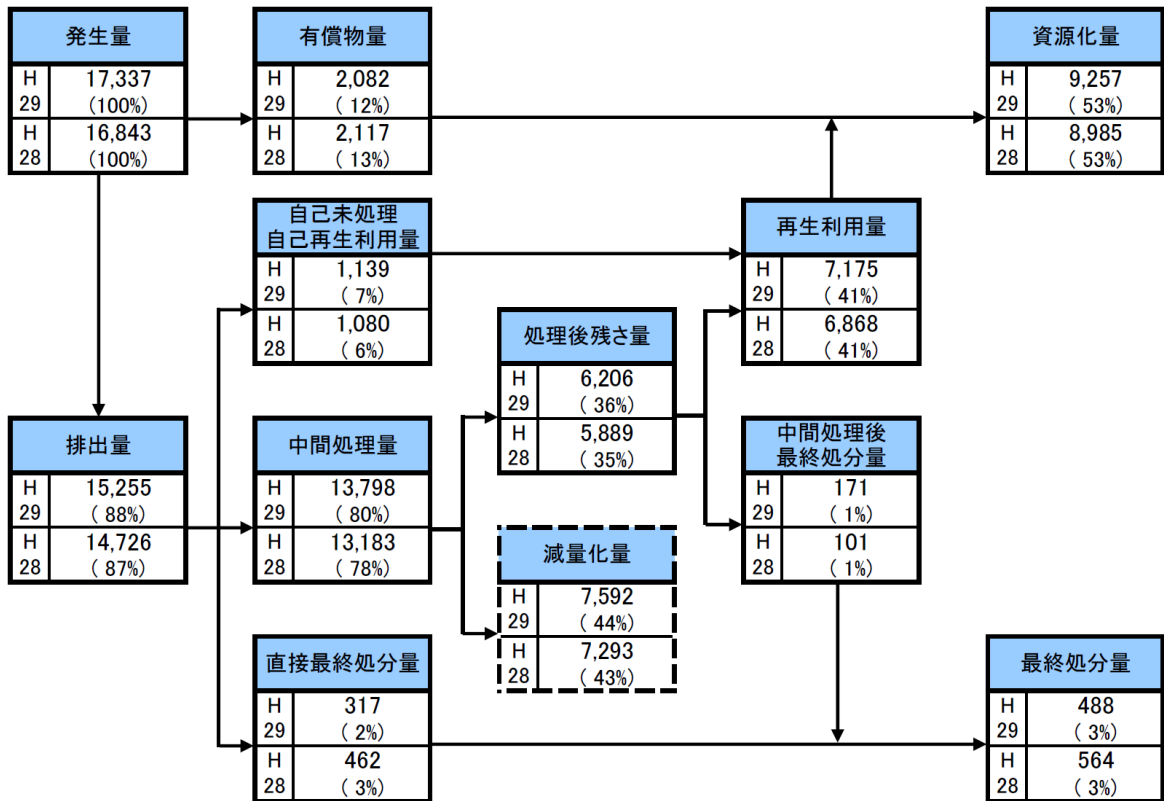 発生量
H 17,337
29 (100%)
H 16,843
28 (100%)
有償物量
H 2,082
29 ( 12%)
H 2,117
28 ( 13%)
資源化量
H 9,257
29 ( 53%)
H 8,985
28 ( 53%)
自己未処理
自己再生利用量
H 1,139
29 ( 7%)
H 1,080
28 ( 6%)
再生利用量
H 7,175
29 ( 41%)
H 6,868
28 ( 41%)
処理後残さ量
H 6,206
29 ( 36%)
H 5,889
28 ( 35%)
排出量
H 15,255
29 ( 88%)
H 14,726
28 ( 87%)
中間処理量
H 13,798
29 ( 80%)
H 13,183
28 ( 78%)
中間処理後
最終処分量
H 171
29 ( 1%)
H 101
28 ( 1%)
減量化量
H 7,592
29 ( 44%)
H 7,293
28 ( 43%)
直接最終処分量
H 317
29 ( 2%)
H 462
28 ( 3%)
最終処分量
H 488
29 ( 3%)
H 564
28 ( 3%)